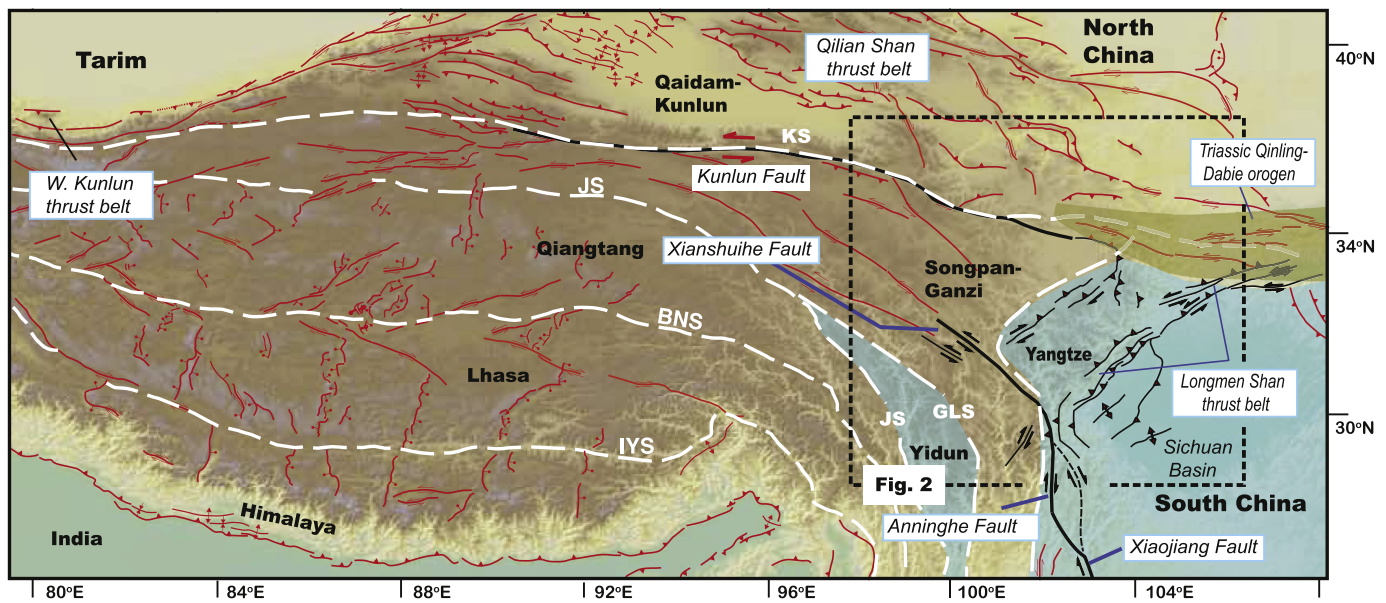 Tarim
North
China
40°N
Qilian Shan
thrust belt
Qaidam-
Kunlun
KS
Triassic Qinling-
Dabie orogen
W. Kunlun
thrust belt
Kunlun Fault
JS
Qiangtang
Xianshuihe Fault
34°N
Songpan-
Ganzi
BNS
Yangtze
Lhasa
Longmen Shan
thrust belt
JS
GLS
30°N
IYS
Yidun
Sichuan
Basin
Fig. 2
South China
Himalaya
Anninghe Fault
India
Xiaojiang Fault
80°E
84°E
88°E
92°E
96°E
100°E
104°E